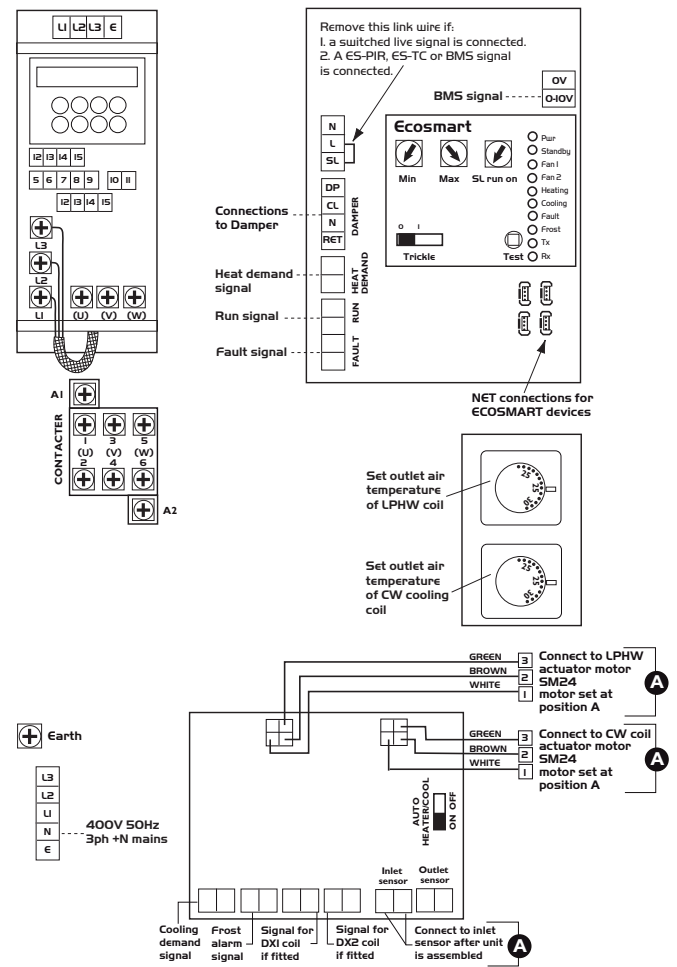 L1 L2 L3 E
12 13 14 15
5 6 7 8 9 10 11
12 13 14 15
L3
L2
L1 (U) (V) (W)
A1
CONTACTER
1 3 5
(U) (V) (W)
2 4 6
A2
Remove this link wire if:
1. a switched live signal is connected.
2. A ES-PIR, ES-TC or BMS signal
is connected.
BMS signal
0V
0-10V
N
L
SL
Connections
to Damper
DP
CL
N
RET
DAMPER
Heat demand
signal
HEAT
DEMAND
Run signal
RUN
Fault signal
FAULT
Ecosmart
Min Max SL run on
0 1
Trickle
Test
Pwr
Standby
Fan 1
Fan 2
Heating
Cooling
Fault
Frost
Tx
Rx
NET connections for
ECOSMART devices
Set outlet air
temperature
of LPHW coil
25
25
30
Set outlet air
temperature
of CW cooling
coil
25
25
30
GREEN 3
BROWN 2
WHITE 1
Connect to LPHW
actuator motor
SM24
motor set at
position A
A
GREEN 3
BROWN 2
WHITE 1
Connect to CW coil
actuator motor
SM24
motor set at
position A
A
Earth
L3
L2
L1
N
E
400V 50Hz
3ph +N mains
AUTO
HEATER/COOL
ON OFF
Inlet
sensor
Outlet
sensor
Cooling
demand
signal
Frost
alarm
signal
Signal for
DX1 coil
if fitted
Signal for
DX2 coil
if fitted
Connect to inlet
sensor after unit
is assembled
A